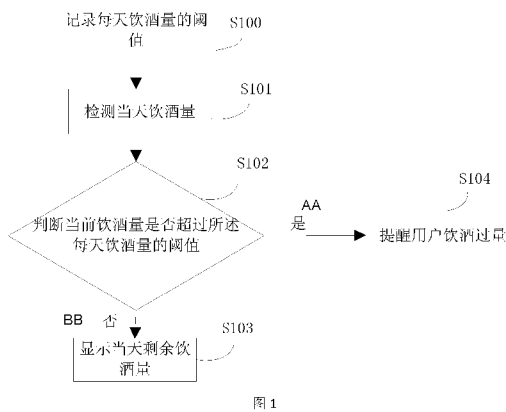 记录每天饮酒量的阈
值
S100
S101
检测当天饮酒量
S102
判断当前饮酒量是否超过所述
每天饮酒量的阈值
AA
是
S104
提醒用户饮酒过量
BB 否
S103
显示当天剩余饮
酒量
图1